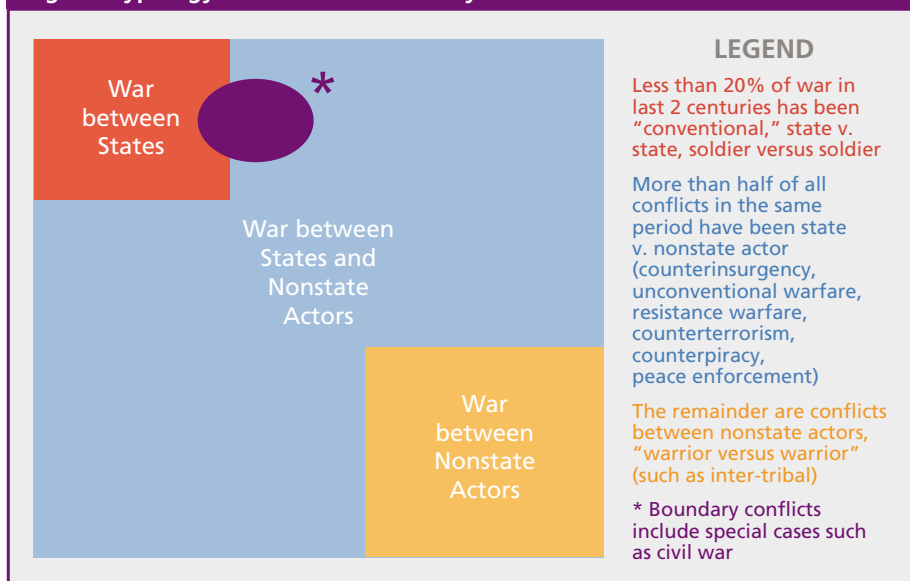 War
between
States
*
War between
States and
Nonstate
Actors
War
between
Nonstate
Actors
LEGEND
Less than 20% of war in
last 2 centuries has been
“conventional,” state v.
state, soldier versus soldier
More than half of all
conflicts in the same
period have been state
v. nonstate actor
(counterinsurgency,
unconventional warfare,
resistance warfare,
counterterrorism,
counterpiracy,
peace enforcement)
The remainder are conflicts
between nonstate actors,
“warrior versus warrior”
(such as inter-tribal)
* Boundary conflicts
include special cases such
as civil war